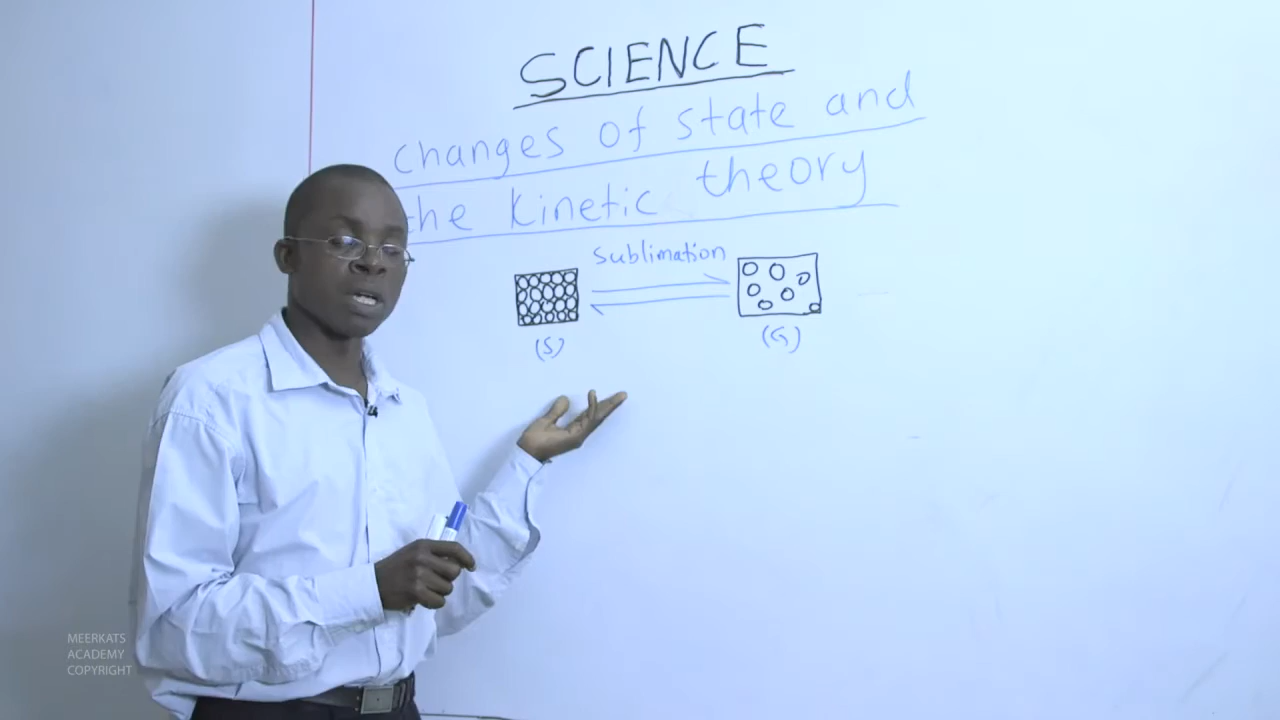 SCIENCE
changes of state and
the kinetic theory
sublimation
(S)
(G)
MEERKATS
ACADEMY
COPYRIGHT